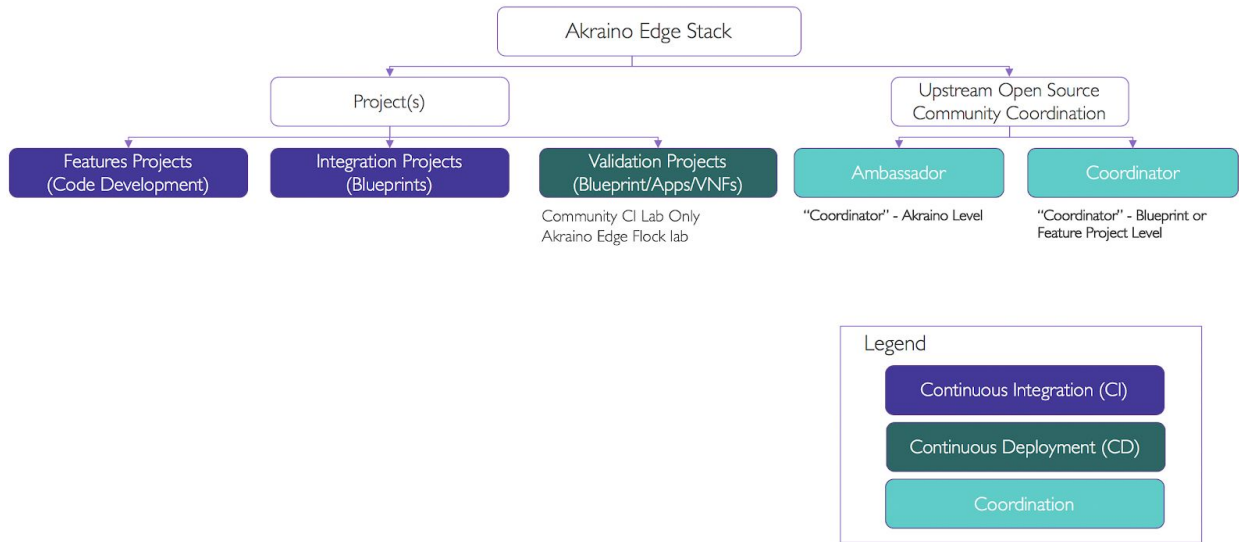 Akraino Edge Stack
Project(s)
Upstream Open Source
Community Coordination
Features Projects
(Code Development)
Integration Projects
(Blueprints)
Validation Projects
(Blueprint/Apps/VNFs)
Ambassador
Coordinator
Community CI Lab Only
Akraino Edge Flock lab
“Coordinator” - Akraino Level
“Coordinator” - Blueprint or
Feature Project Level
Legend
Continuous Integration (CI)
Continuous Deployment (CD)
Coordination